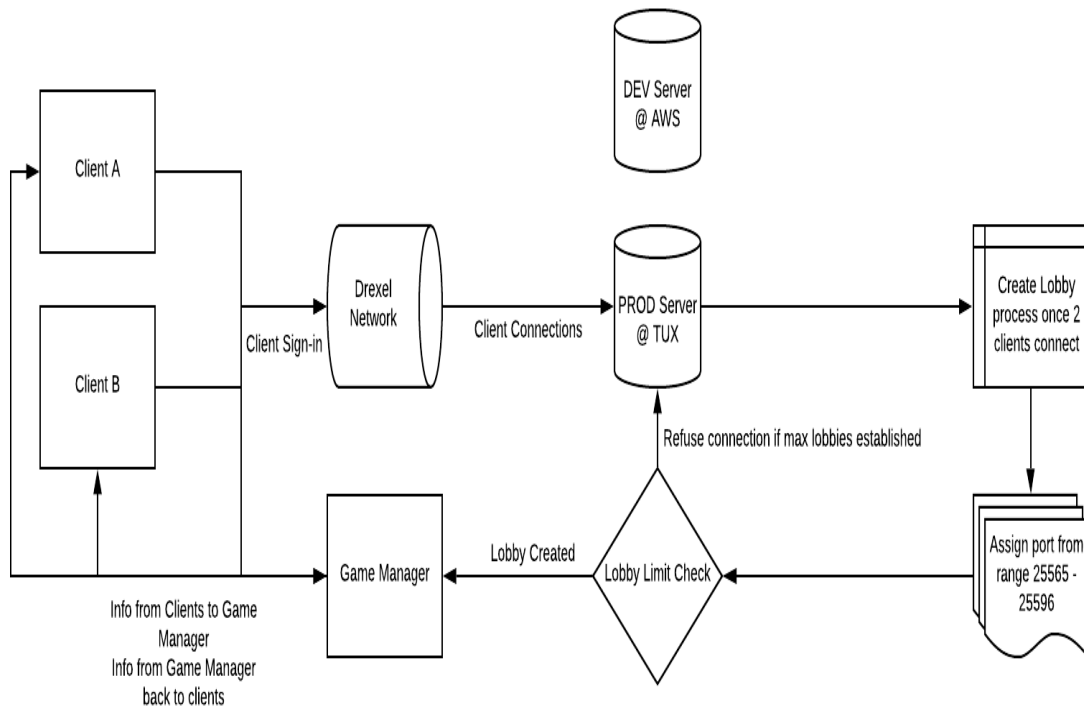 DEV Server
@ AWS
Client A
Drexel
Network
Client Sign-in
Client Connections
PROD Server
@ TUX
Create Lobby
process once 2
clients connect
Client B
Refuse connection if max lobbies established
Assign port from
range 25565 -
25596
Lobby Limit Check
Lobby Created
Game Manager
Info from Clients to Game
Manager
Info from Game Manager
back to clients